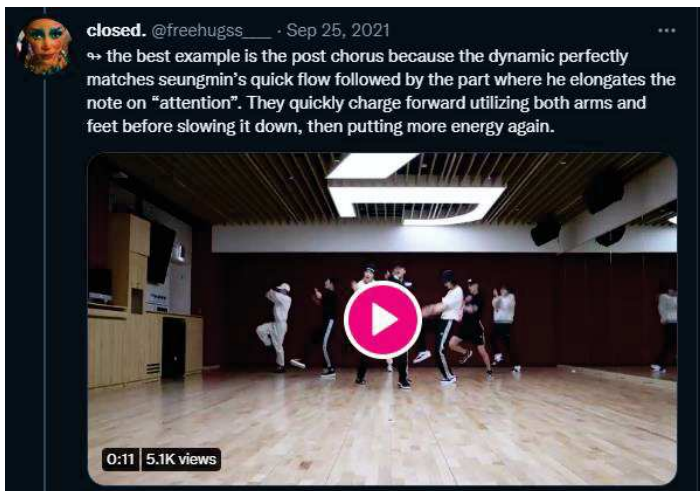 closed. @freehugss___ · Sep 25, 2021
↬ the best example is the post chorus because the dynamic perfectly
matches seungmin's quick flow followed by the part where he elongates the
note on “attention”. They quickly charge forward utilizing both arms and
feet before slowing it down, then putting more energy again.
0:11 5.1K views